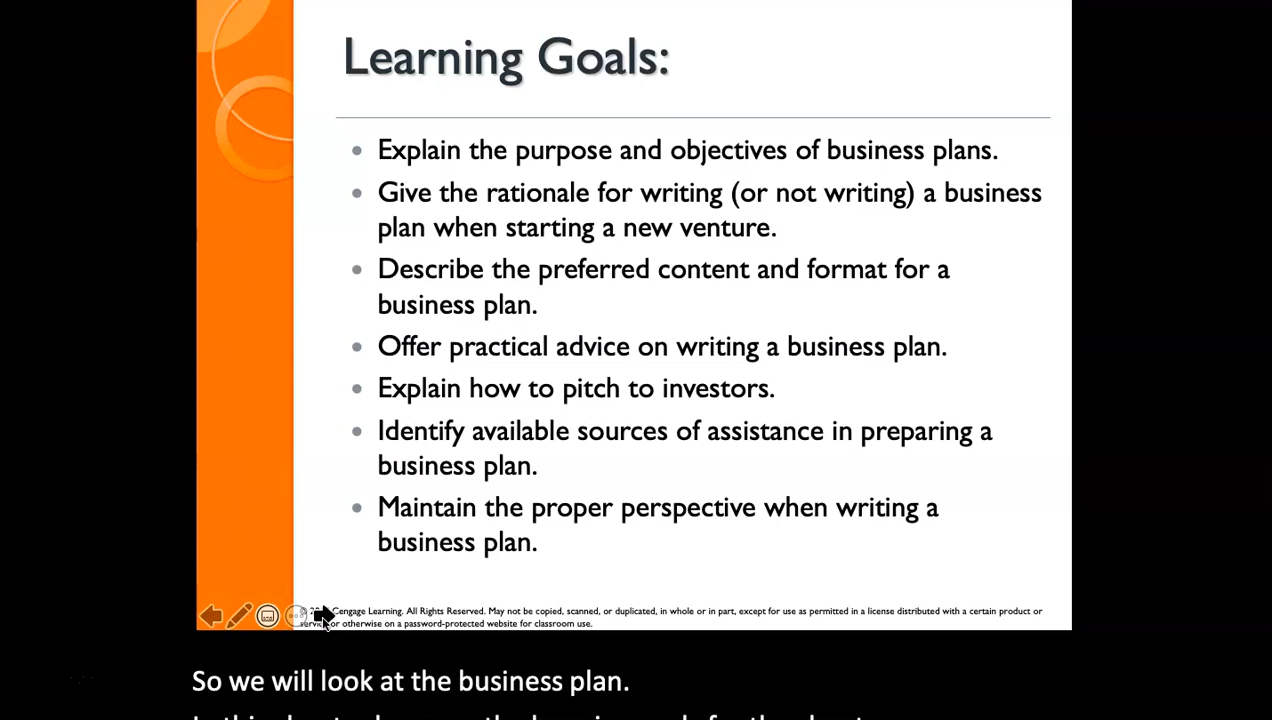 Learning Goals:
• Explain the purpose and objectives of business plans.
• Give the rationale for writing (or not writing) a business
plan when starting a new venture.
• Describe the preferred content and format for a
business plan.
• Offer practical advice on writing a business plan.
• Explain how to pitch to investors.
• Identify available sources of assistance in preparing a
business plan.
• Maintain the proper perspective when writing a
business plan.
Cengage Learning. All Rights Reserved. May not be copied, scanned, or duplicated, in whole or in part, except for use as permitted in a license distributed with a certain product or
or otherwise on a password-protected website for classroom use.
So we will look at the business plan.